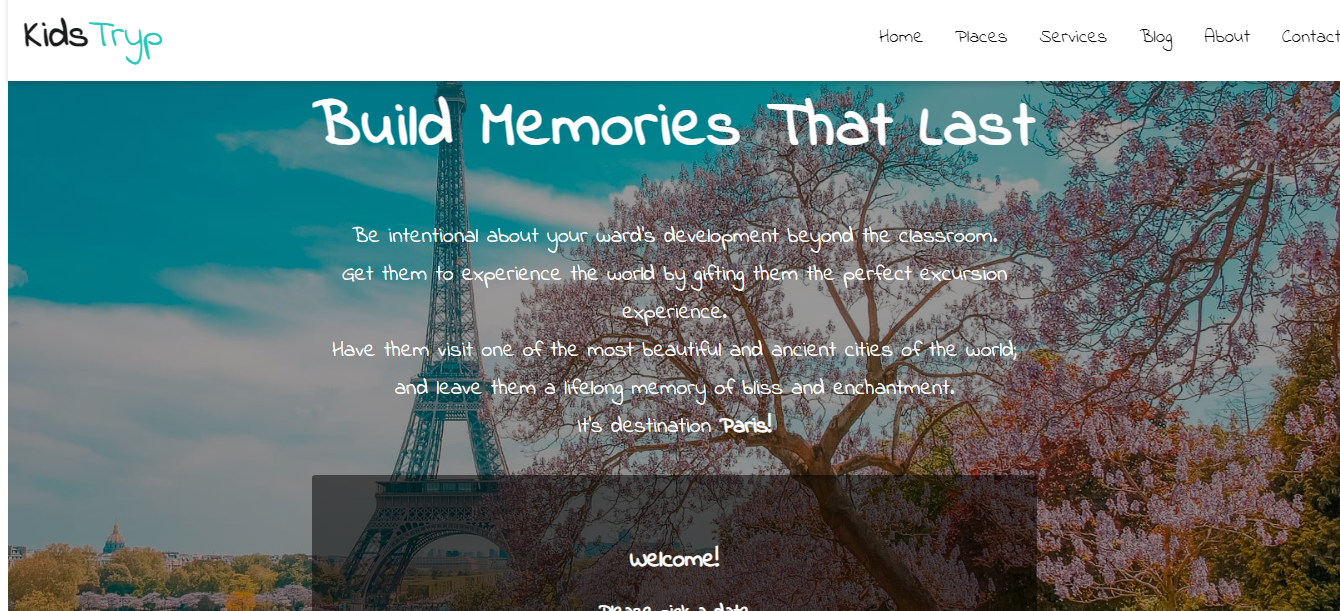 Kids Tryp
Home Places Services Blog About Contact
Build Memories That Last
Be intentional about your ward's development beyond the classroom.
Get them to experience the world by gifting them the perfect excursion
experience.
Have them visit one of the most beautiful and ancient cities of the world;
and leave them a lifelong memory of bliss and enchantment.
It's destination Paris!
Welcome!
Please pick a date